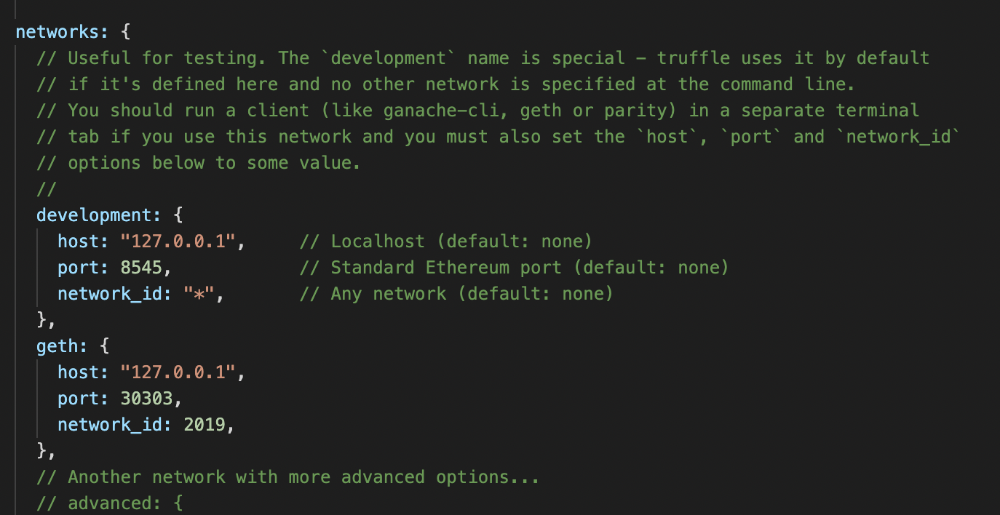 networks: {
// Useful for testing. The `development` name is special - truffle uses it by default
// if it's defined here and no other network is specified at the command line.
// You should run a client (like ganache-cli, geth or parity) in a separate terminal
// tab if you use this network and you must also set the `host`, `port` and `network_id`
// options below to some value.
//
development: {
host: "127.0.0.1",     // Localhost (default: none)
port: 8545,            // Standard Ethereum port (default: none)
network_id: "*",       // Any network (default: none)
},
geth: {
host: "127.0.0.1",
port: 30303,
network_id: 2019,
},
// Another network with more advanced options...
// advanced: {